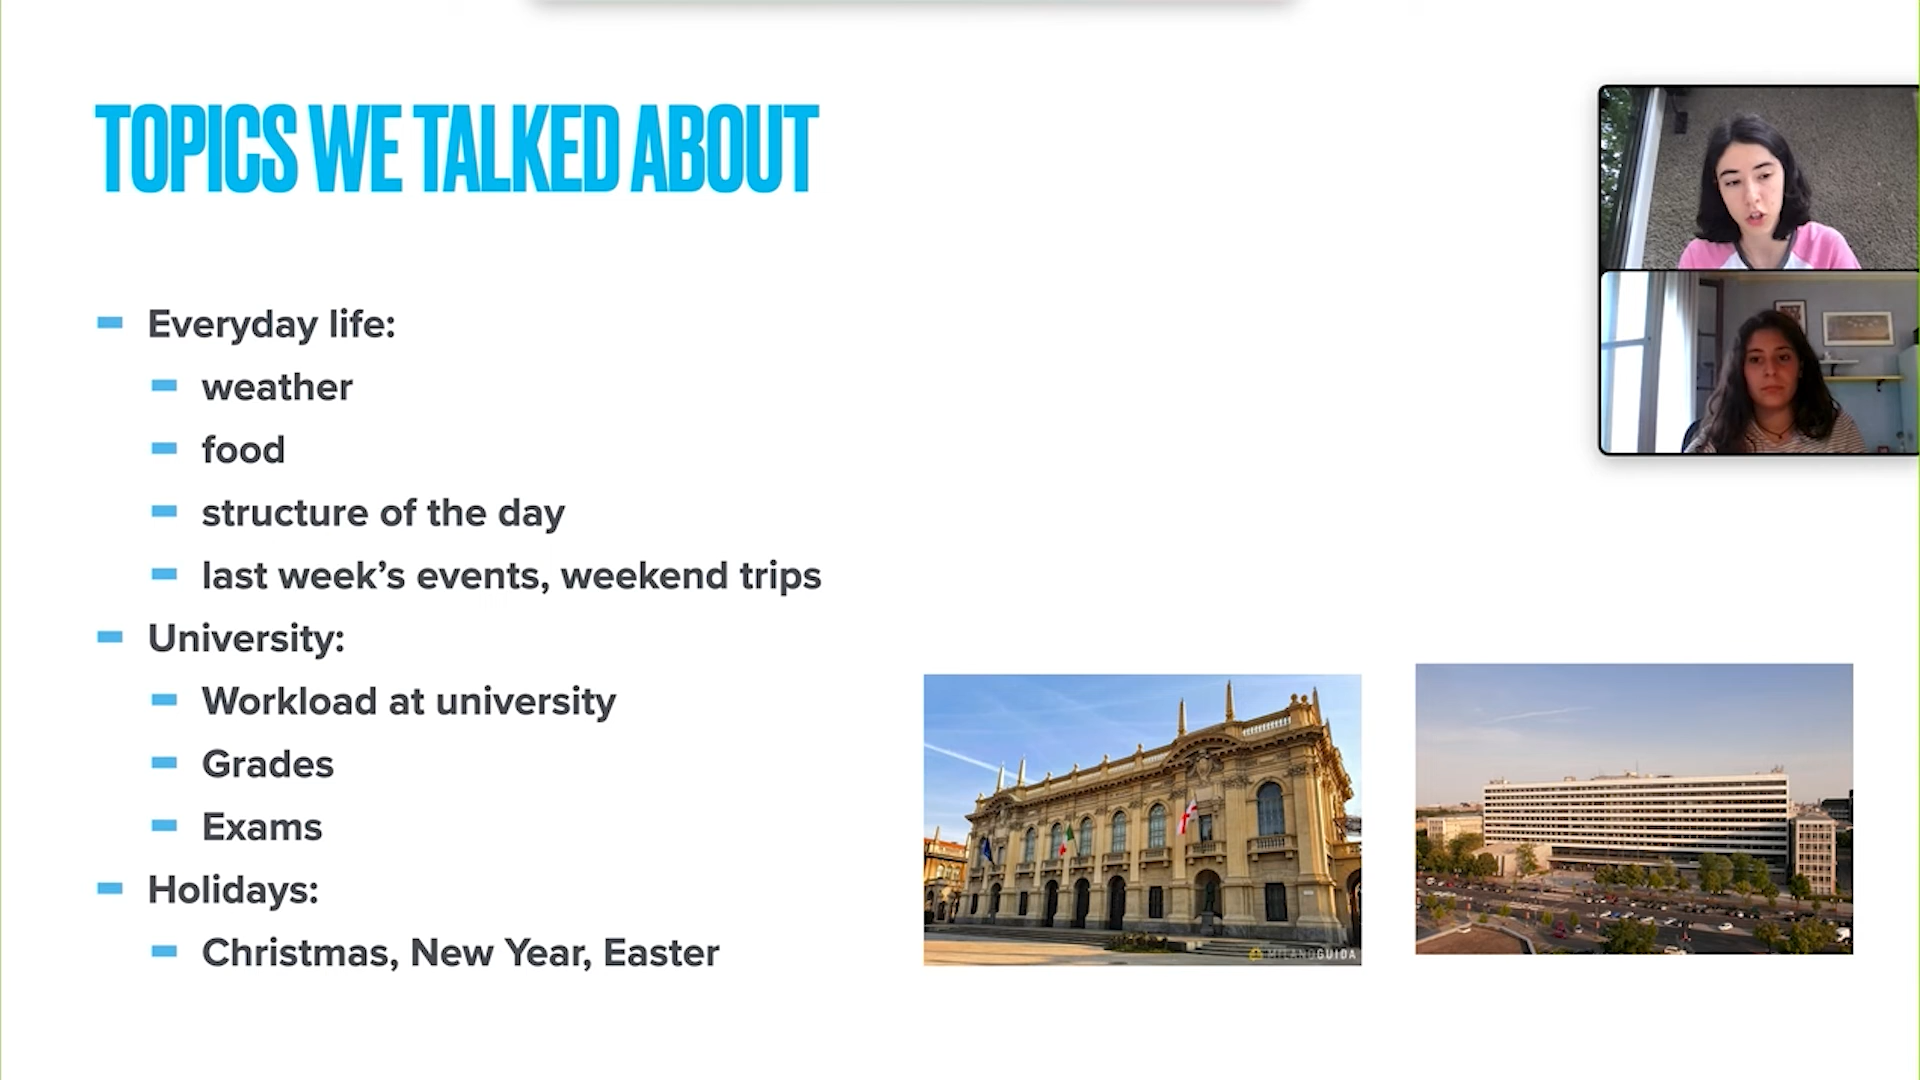 TOPICS WE TALKED ABOUT
Everyday life:
weather
food
structure of the day
last week's events, weekend trips
University:
Workload at university
Grades
Exams
Holidays:
Christmas, New Year, Easter
MILANOGUIDA